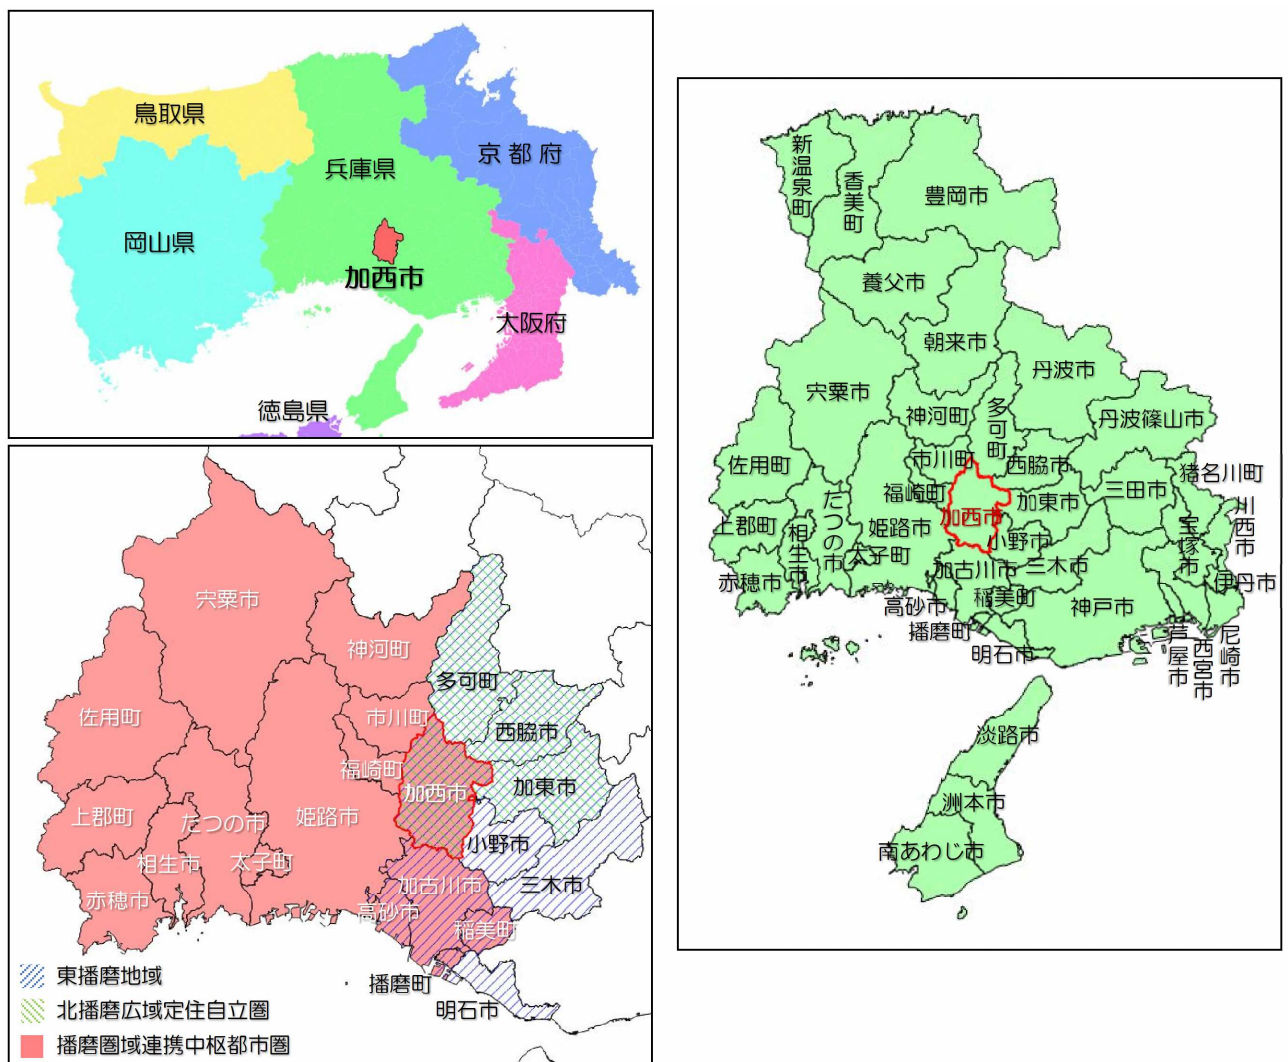 鳥取県
京都府
兵庫県
岡山県
加西市
大阪府
徳島県
新温泉町
香美町
豊岡市
養父市
朝来市
丹波市
宍粟市
神河町
多可町
丹波篠山市
佐用町
市川町
西脇市
猪名川町
福崎町
加東市
三田市
川西市
上郡町
相生市
たつの市
姫路市
加西市
小野市
宝塚市
太子町
赤穂市
加古川市
三木市
伊丹市
高砂市
稲美町
神戸市
播磨町
明石市
芦屋市
西宮市
尼崎市
淡路市
洲本市
南あわじ市
宍粟市
神河町
多可町
佐用町
市川町
西脇市
福崎町
加西市
加東市
上郡町
たつの市
姫路市
小野市
相生市
太子町
三木市
赤穂市
加古川市
高砂市
稲美町
播磨町
明石市
東播磨地域
北播磨広域定住自立圏
播磨圏域連携中枢都市圏